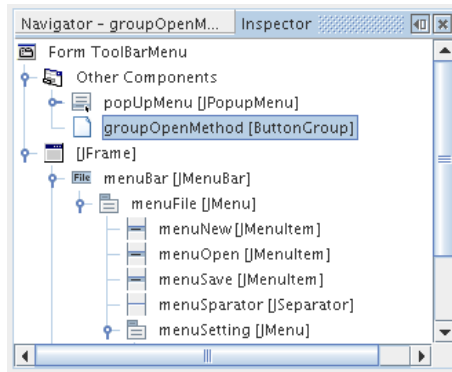 Navigator - groupOpenM... Inspector
Form ToolBarMenu
Other Components
popUpMenu [JPopupMenu]
groupOpenMethod [ButtonGroup]
[JFrame]
File menuBar [JMenuBar]
menuFile [JMenu]
menuNew [JMenuItem]
menuOpen [JMenuItem]
menuSave [JMenuItem]
menuSparator [JSeparator]
menuSetting [JMenu]